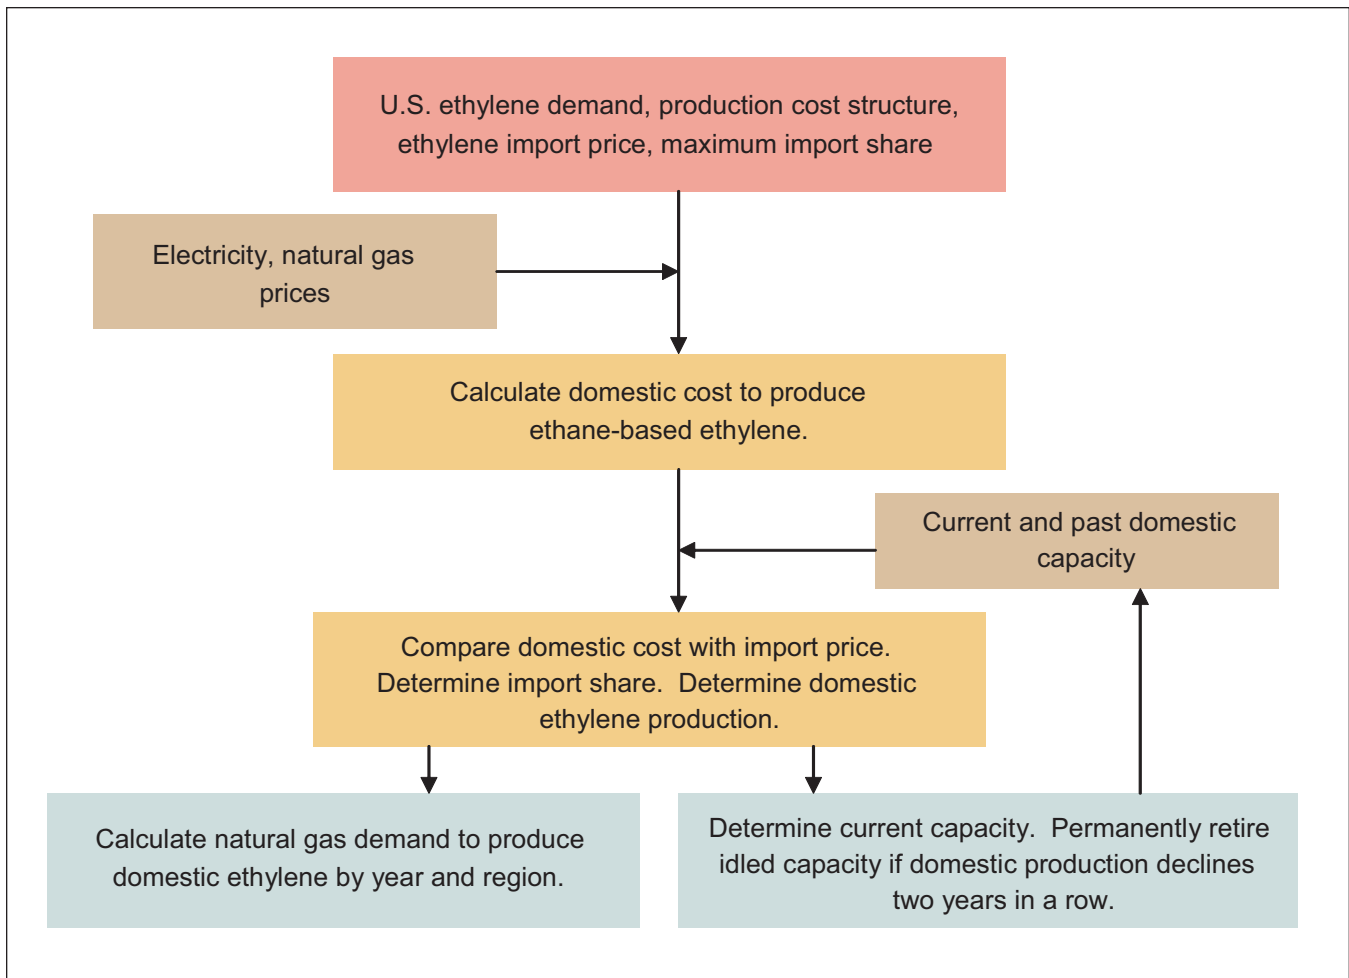 U.S. ethylene demand, production cost structure,
ethylene import price, maximum import share
Electricity, natural gas
prices
Calculate domestic cost to produce
ethane-based ethylene.
Current and past domestic
capacity
Compare domestic cost with import price.
Determine import share.  Determine domestic
ethylene production.
Calculate natural gas demand to produce
domestic ethylene by year and region.
Determine current capacity.  Permanently retire
idled capacity if domestic production declines
two years in a row.